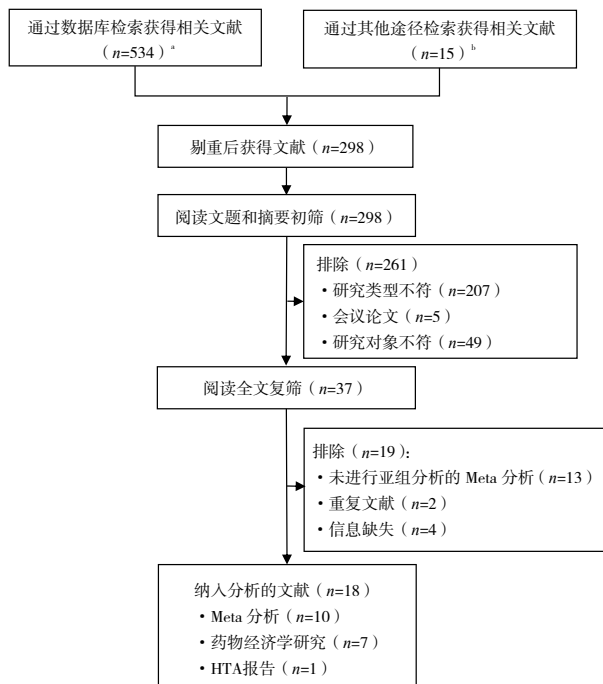 通过数据库检索获得相关文献
（n=534）a
通过其他途径检索获得相关文献
（n=15）b
剔重后获得文献（n=298）
阅读文题和摘要初筛（n=298）
排除（n=261）
·研究类型不符（n=207）
·会议论文（n=5）
·研究对象不符（n=49）
阅读全文复筛（n=37）
排除（n=19）：
·未进行亚组分析的 Meta 分析（n=13）
·重复文献（n=2）
·信息缺失（n=4）
纳入分析的文献（n=18）
·Meta 分析（n=10）
·药物经济学研究（n=7）
·HTA报告（n=1）